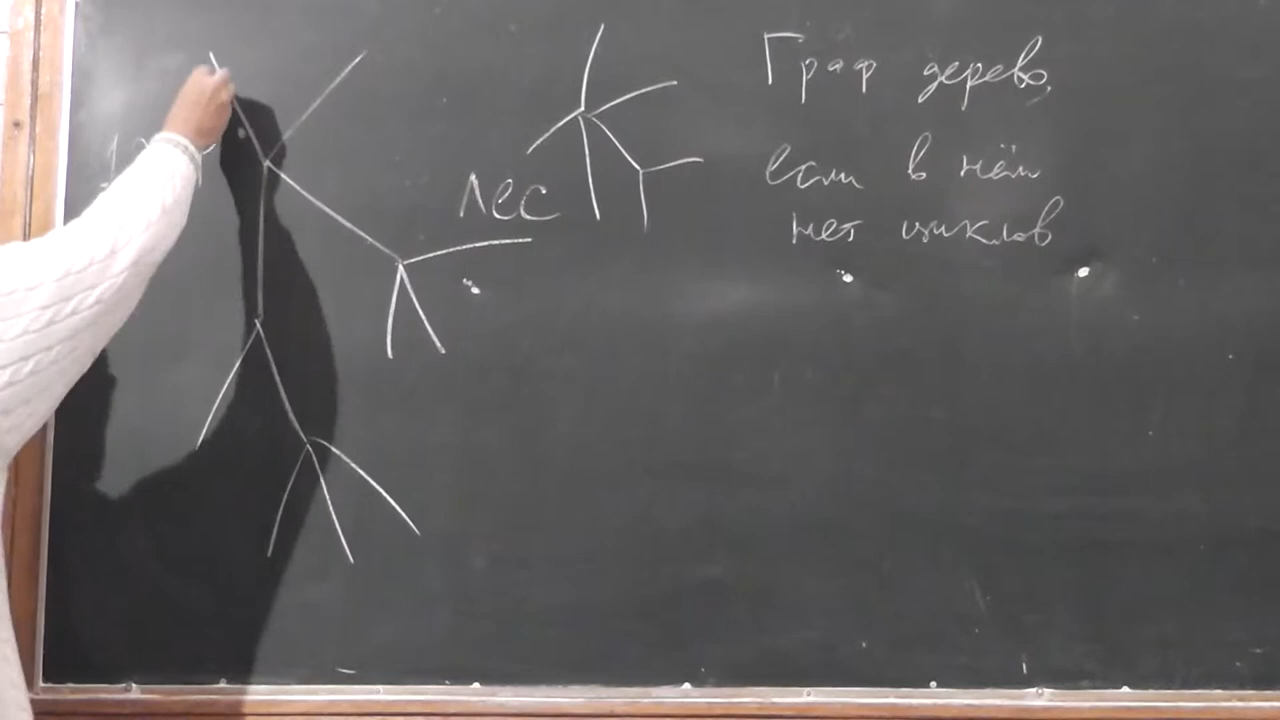 лес
Граф дерево,
если в нём
нет циклов